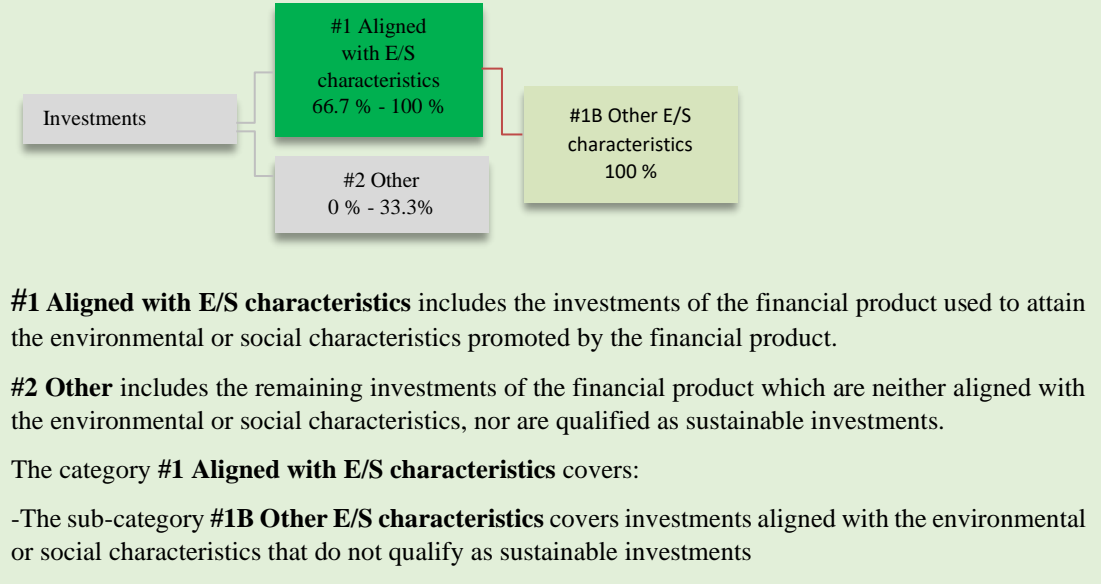 #1 Aligned
with E/S
characteristics
66.7 % - 100 %
Investments
#1B Other E/S
characteristics
100 %
#2 Other
0 % - 33.3%
#1 Aligned with E/S characteristics includes the investments of the financial product used to attain
the environmental or social characteristics promoted by the financial product.
#2 Other includes the remaining investments of the financial product which are neither aligned with
the environmental or social characteristics, nor are qualified as sustainable investments.
The category #1 Aligned with E/S characteristics covers:
-The sub-category #1B Other E/S characteristics covers investments aligned with the environmental
or social characteristics that do not qualify as sustainable investments